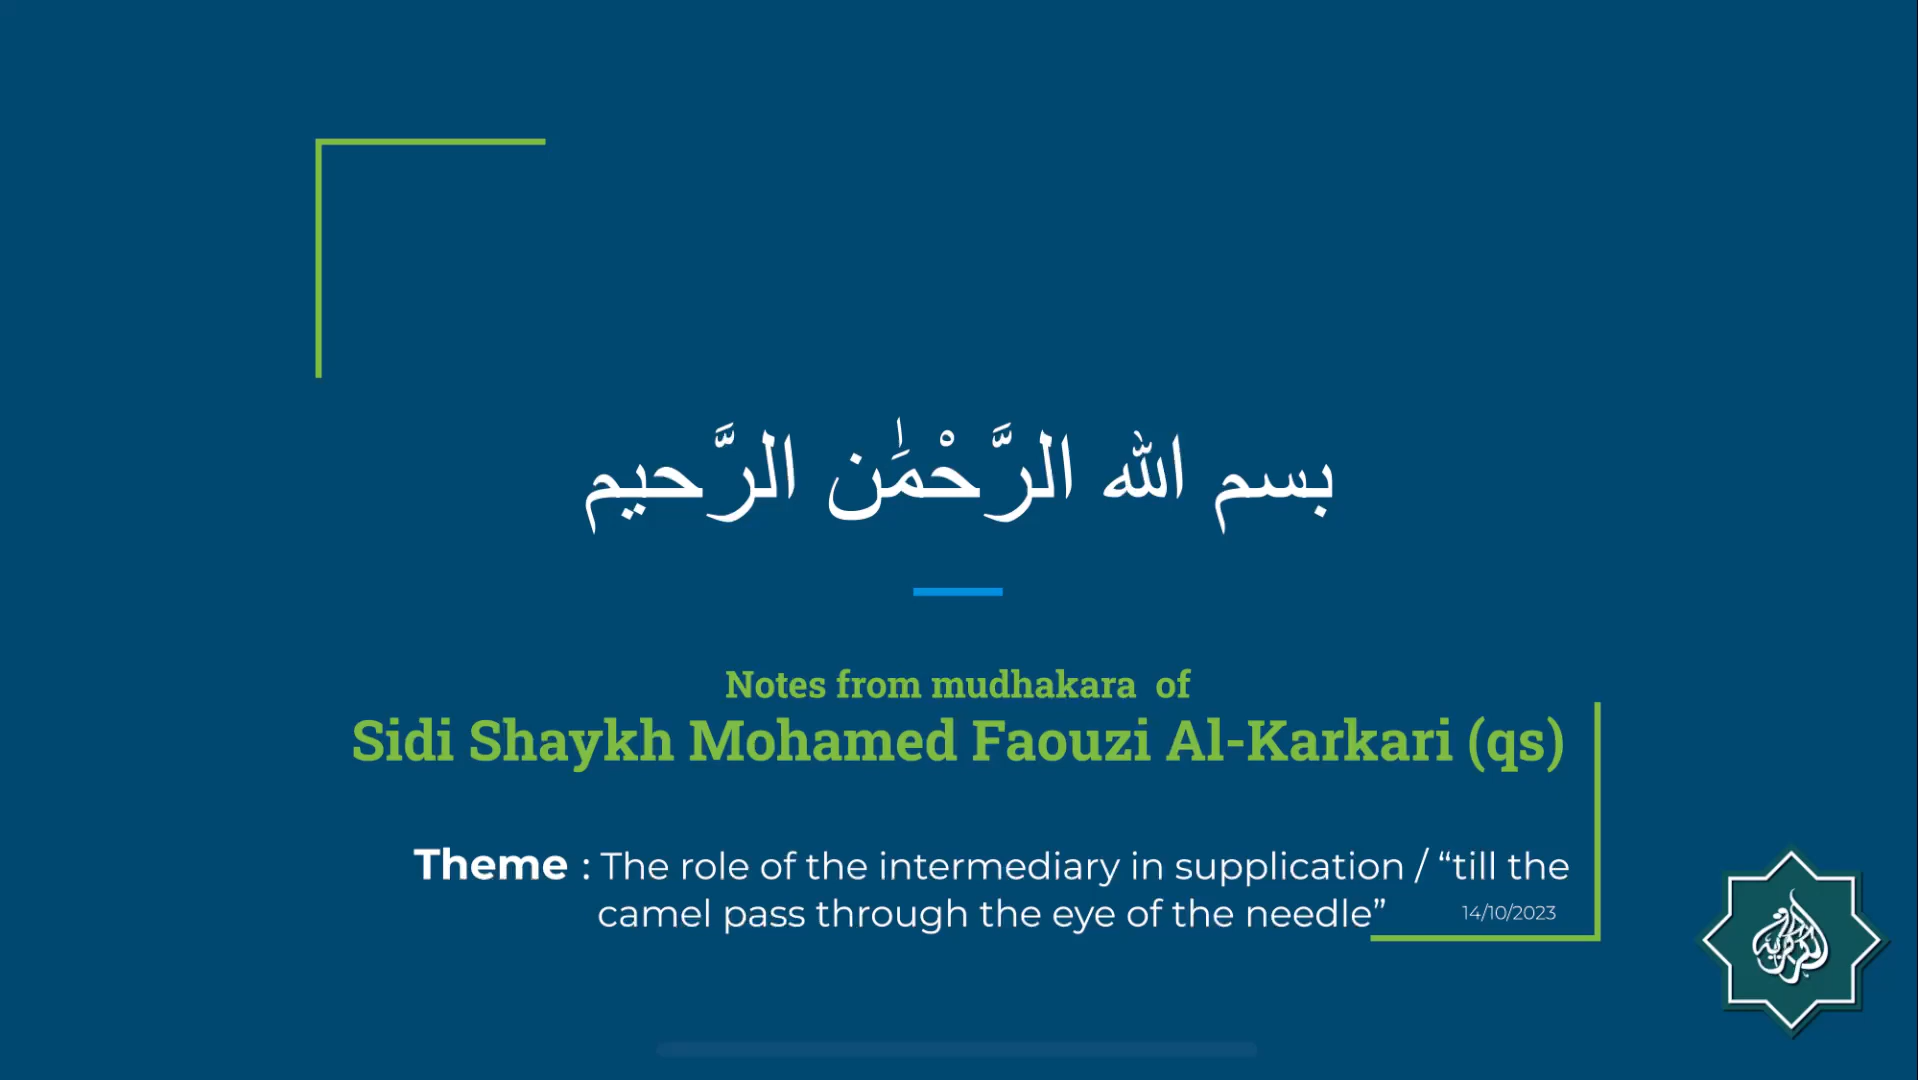 بسم الله الرَّحْمَٰن الرَّحيم
Notes from mudhakara of
Sidi Shaykh Mohamed Faouzi Al-Karkari (qs)
Theme : The role of the intermediary in supplication / “till the
camel pass through the eye of the needle”
14/10/2023
الكركرية